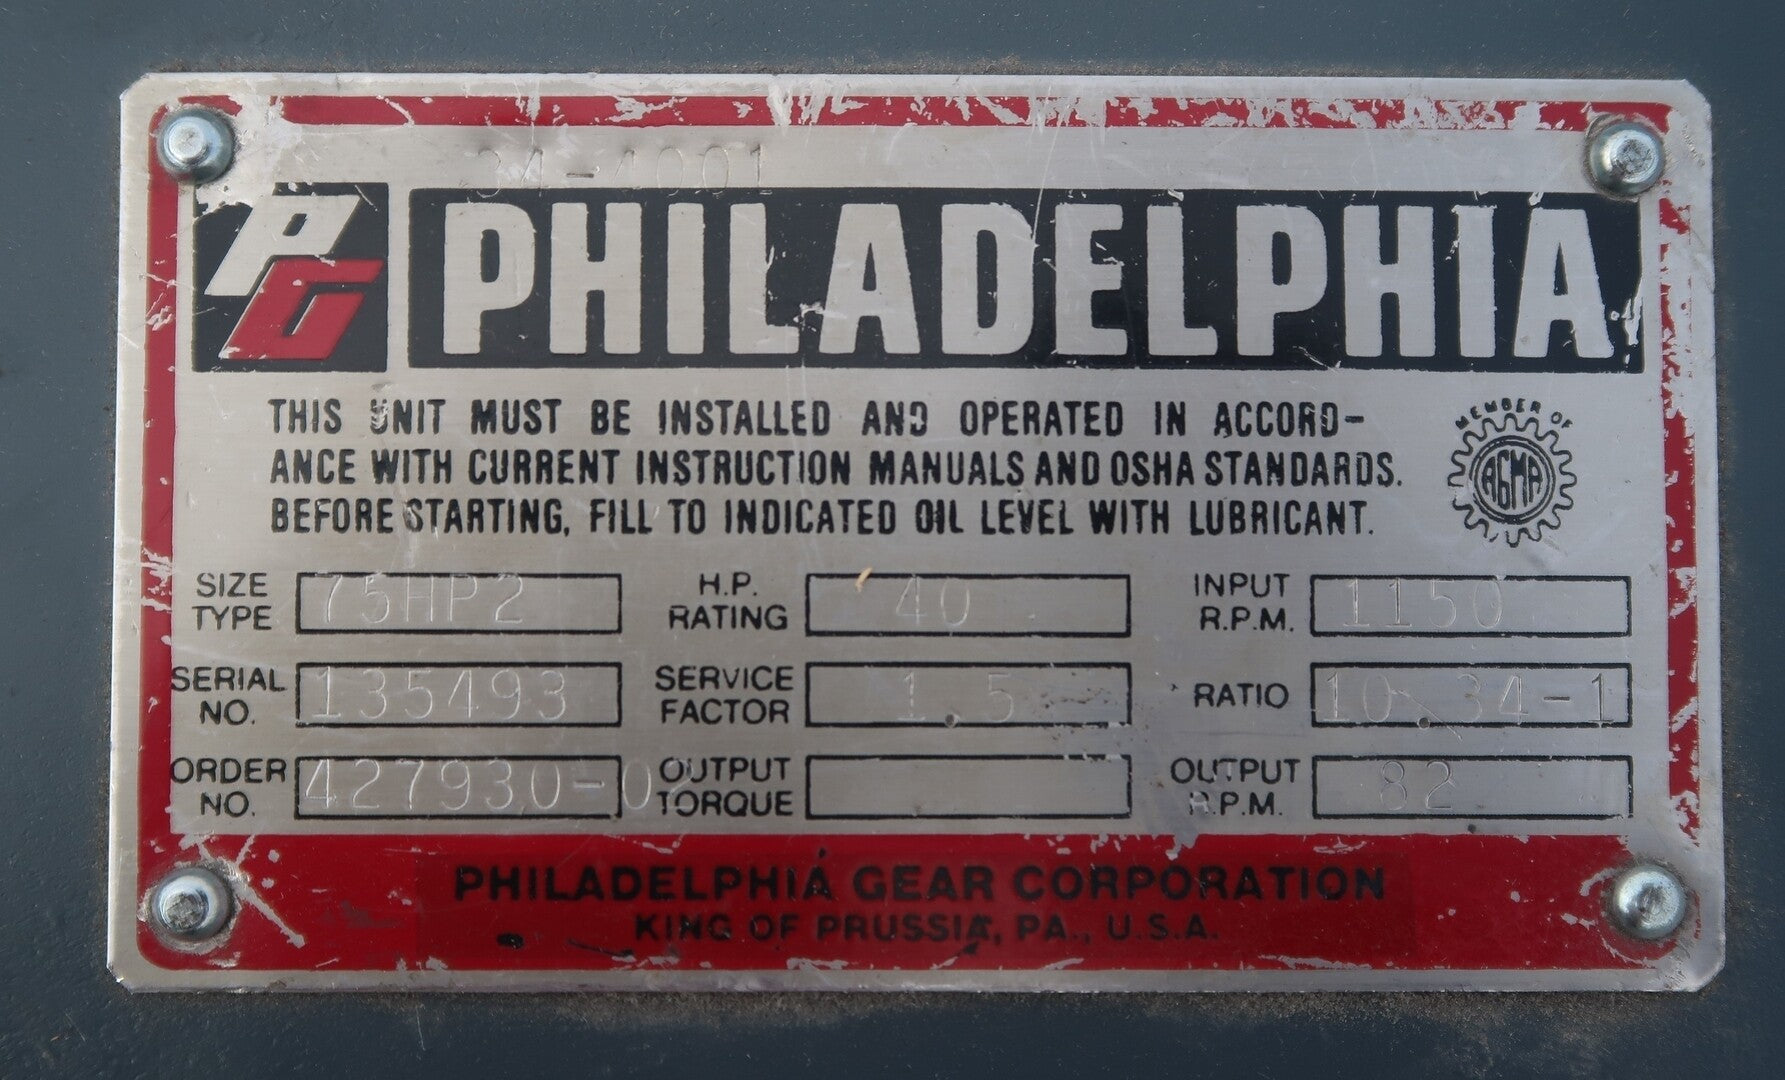 34-4001
PG PHILADELPHIA
THIS UNIT MUST BE INSTALLED AND OPERATED IN ACCORD-
ANCE WITH CURRENT INSTRUCTION MANUALS AND OSHA STANDARDS.
BEFORE STARTING, FILL TO INDICATED OIL LEVEL WITH LUBRICANT.
MEMBER OF
AGMA
SIZE TYPE 75HP2 H.P. RATING 40 INPUT R.P.M. 1150
SERIAL NO. 135493 SERVICE FACTOR 1.5 RATIO 10.34-1
ORDER NO. 427930-02 OUTPUT TORQUE OUTPUT R.P.M. 82
PHILADELPHIA GEAR CORPORATION
KING OF PRUSSIA, PA., U.S.A.